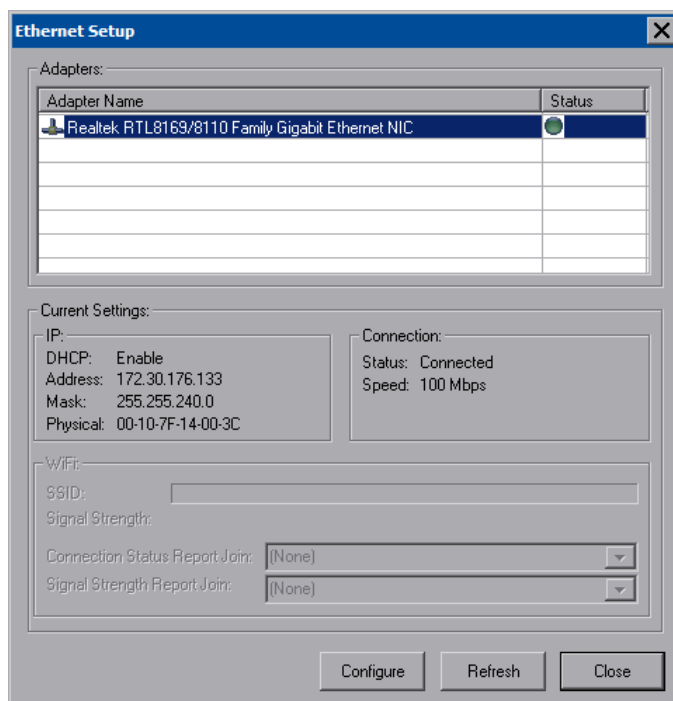 Ethernet Setup
Adapters:
Adapter Name Status
Realtek RTL8169/8110 Family Gigabit Ethernet NIC
Current Settings:
IP:
DHCP: Enable
Address: 172.30.176.133
Mask: 255.255.240.0
Physical: 00-10-7F-14-00-3C
Connection:
Status: Connected
Speed: 100 Mbps
WiFi:
SSID:
Signal Strength:
Connection Status Report Join: (None)
Signal Strength Report Join: (None)
Configure Refresh Close